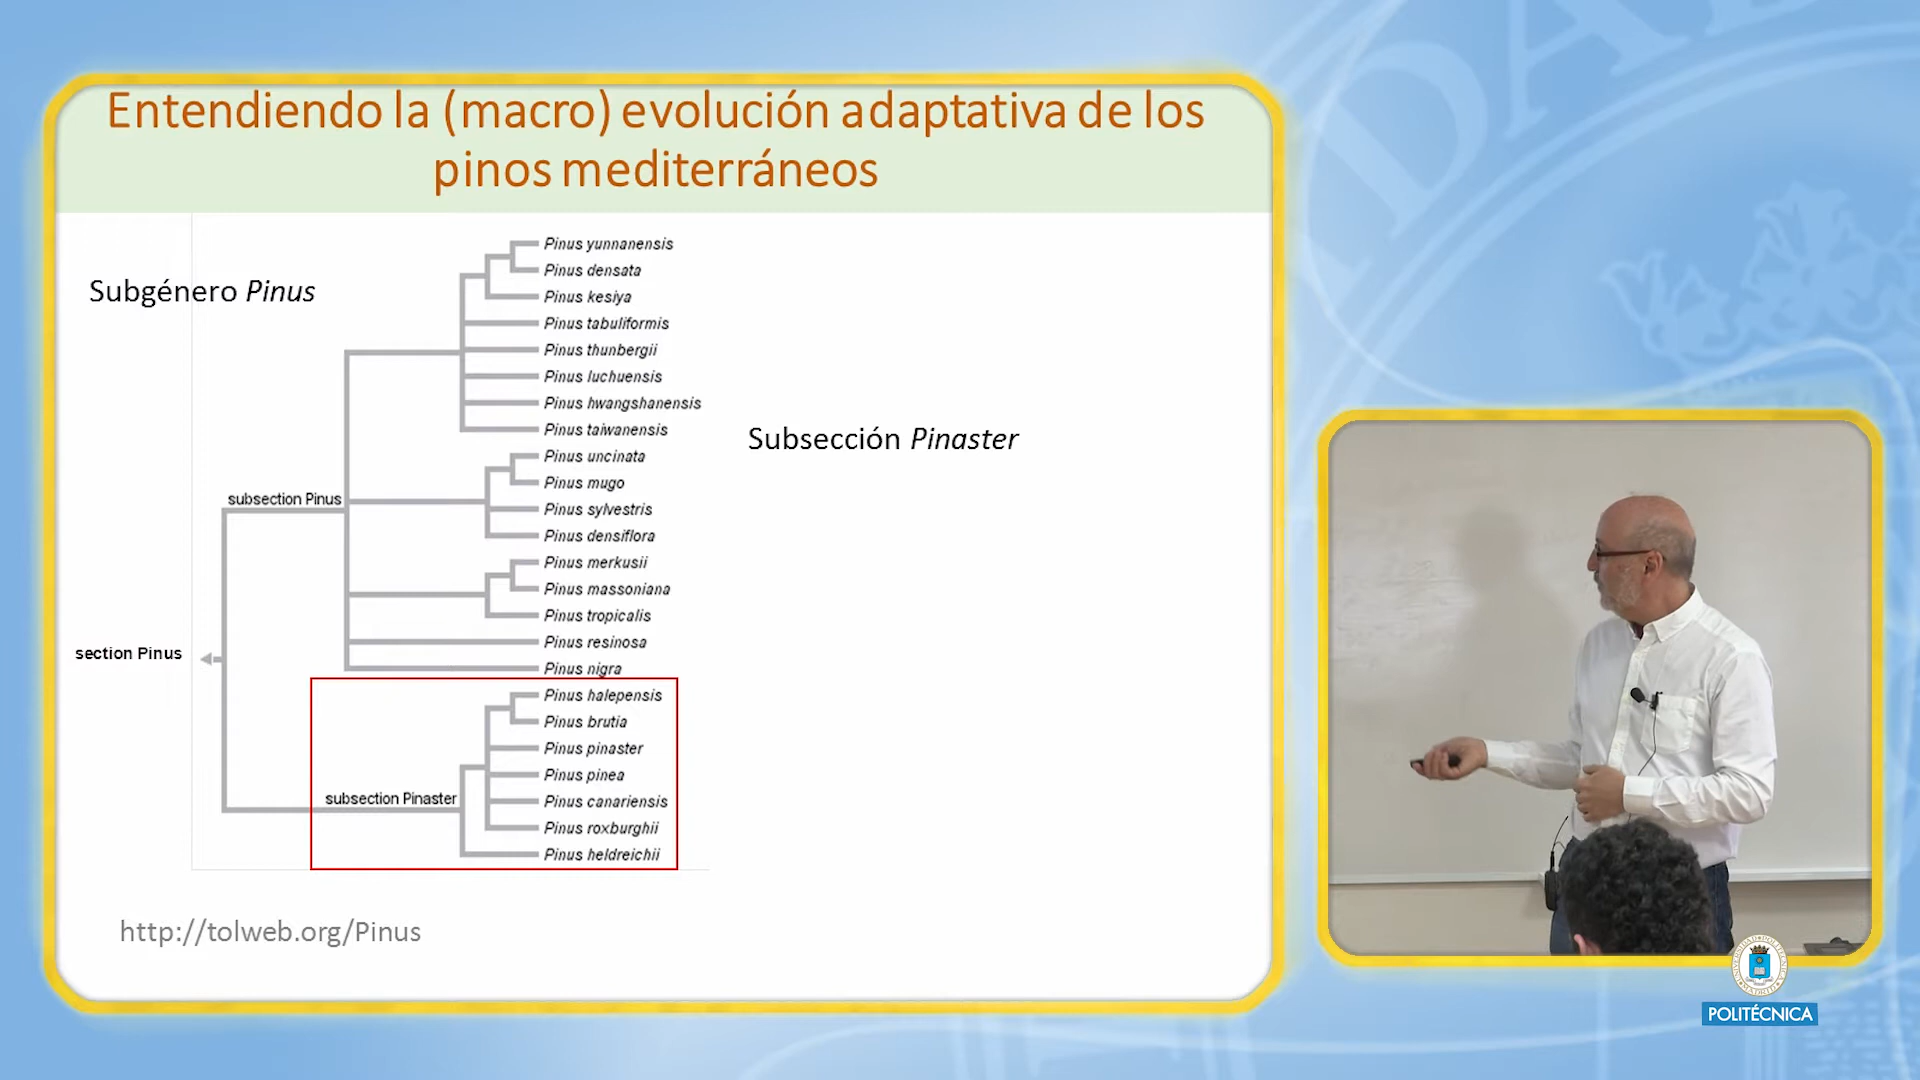 Entendiendo la (macro) evolución adaptativa de los
pinos mediterráneos
Subgénero Pinus
Pinus yunnanensis
Pinus densata
Pinus kesiya
Pinus tabuliformis
Pinus thunbergii
Pinus luchuensis
Pinus hwangshanensis
Pinus taiwanensis
Pinus uncinata
Pinus mugo
Pinus sylvestris
Pinus densiflora
Pinus merkusii
Pinus massoniana
Pinus tropicalis
Pinus resinosa
Pinus nigra
Pinus halepensis
Pinus brutia
Pinus pinaster
Pinus pinea
Pinus canariensis
Pinus roxburghii
Pinus heldreichii
subsection Pinus
section Pinus
subsection Pinaster
Subsección Pinaster
http://tolweb.org/Pinus
POLITÉCNICA